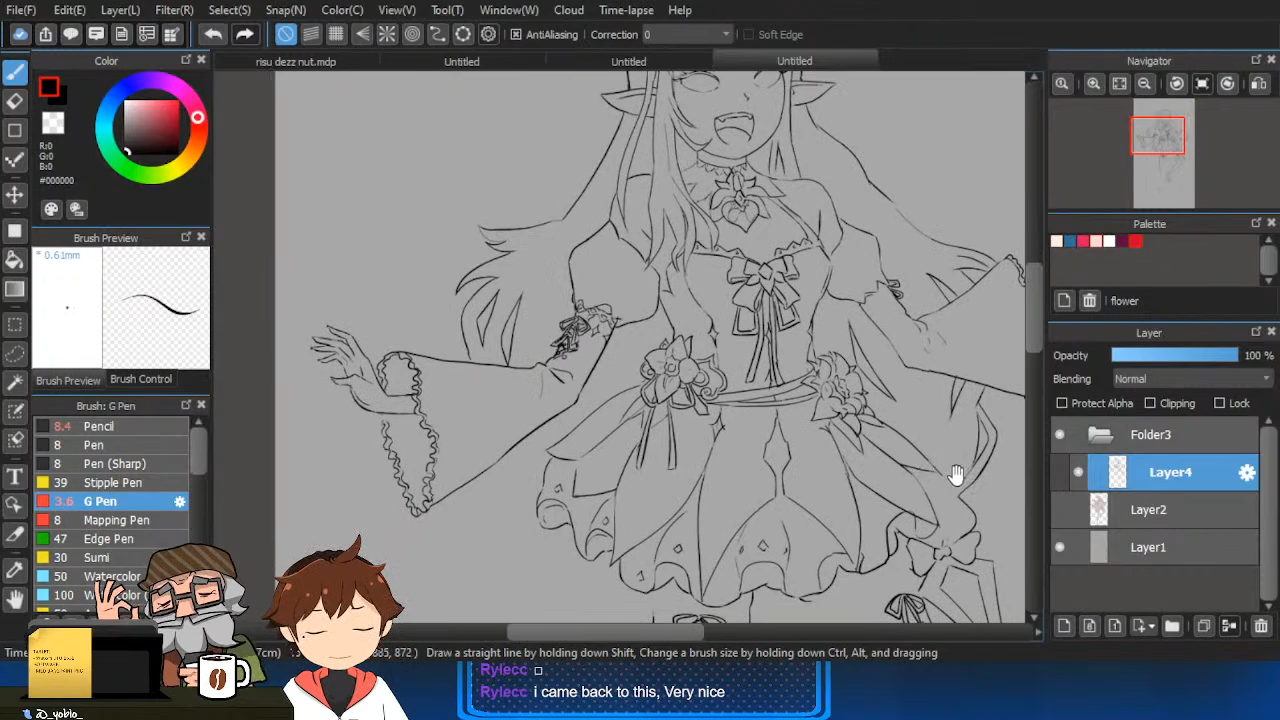 File(F) Edit(E) Layer(L) Filter(R) Select(S) Snap(N) Color(C) View(V) Tool(T) Window(W) Cloud Time-lapse Help
AntiAliasing Correction 0 Soft Edge
Color
risu dezz nut.mdp Untitled Untitled Untitled
Navigator
R:0
G:0
B:0
#000000
Brush Preview
* 0.61mm
Brush Preview Brush Control
Brush: G Pen
8.4 Pencil
8 Pen
8 Pen (Sharp)
39 Stipple Pen
3.6 G Pen
8 Mapping Pen
47 Edge Pen
30 Sumi
50 Watercolor
100 Watercolor
Palette
flower
Layer
Opacity 100 %
Blending Normal
Protect Alpha Clipping Lock
Folder3
Layer4
Layer2
Layer1
872 ) Draw a straight line by holding down Shift, Change a brush size by holding down Ctrl, Alt, and dragging
TABLET:
Rylecc
Rylecc i came back to this, Very nice